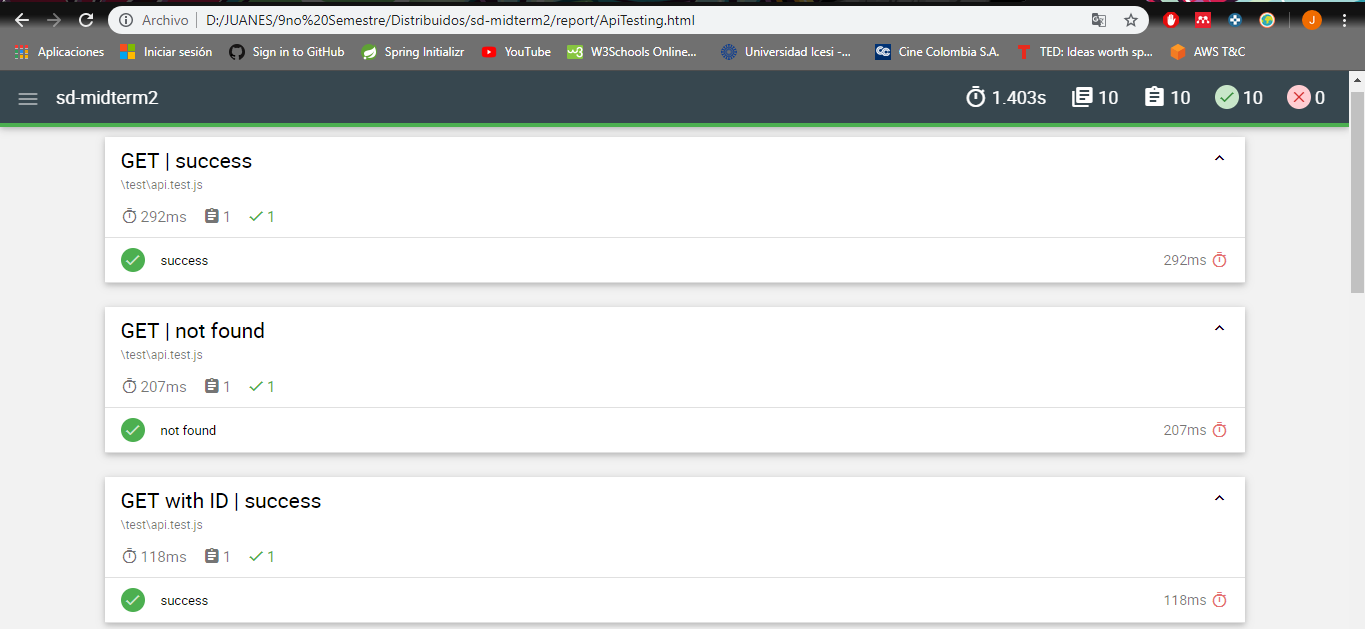 Archivo | D:/JUANES/9no%20Semestre/Distribuidos/sd-midterm2/report/ApiTesting.html J
Aplicaciones Iniciar sesión Sign in to GitHub Spring Initializr YouTube w3 W3Schools Online... Universidad Icesi -... CC Cine Colombia S.A. T TED: Ideas worth sp... AWS T&C
sd-midterm2 1.403s 10 10 10 0
GET | success
\test\api.test.js
292ms 1 1
success 292ms
GET | not found
\test\api.test.js
207ms 1 1
not found 207ms
GET with ID | success
\test\api.test.js
118ms 1 1
success 118ms